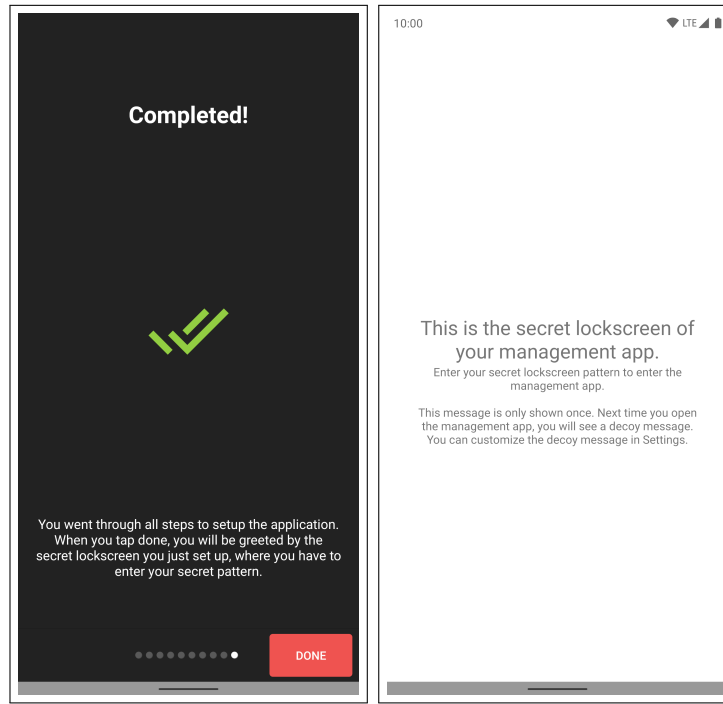 Completed!
You went through all steps to setup the application.
When you tap done, you will be greeted by the
secret lockscreen you just set up, where you have to
enter your secret pattern.
DONE
10:00
LTE
This is the secret lockscreen of
your management app.
Enter your secret lockscreen pattern to enter the
management app.
This message is only shown once. Next time you open
the management app, you will see a decoy message.
You can customize the decoy message in Settings.